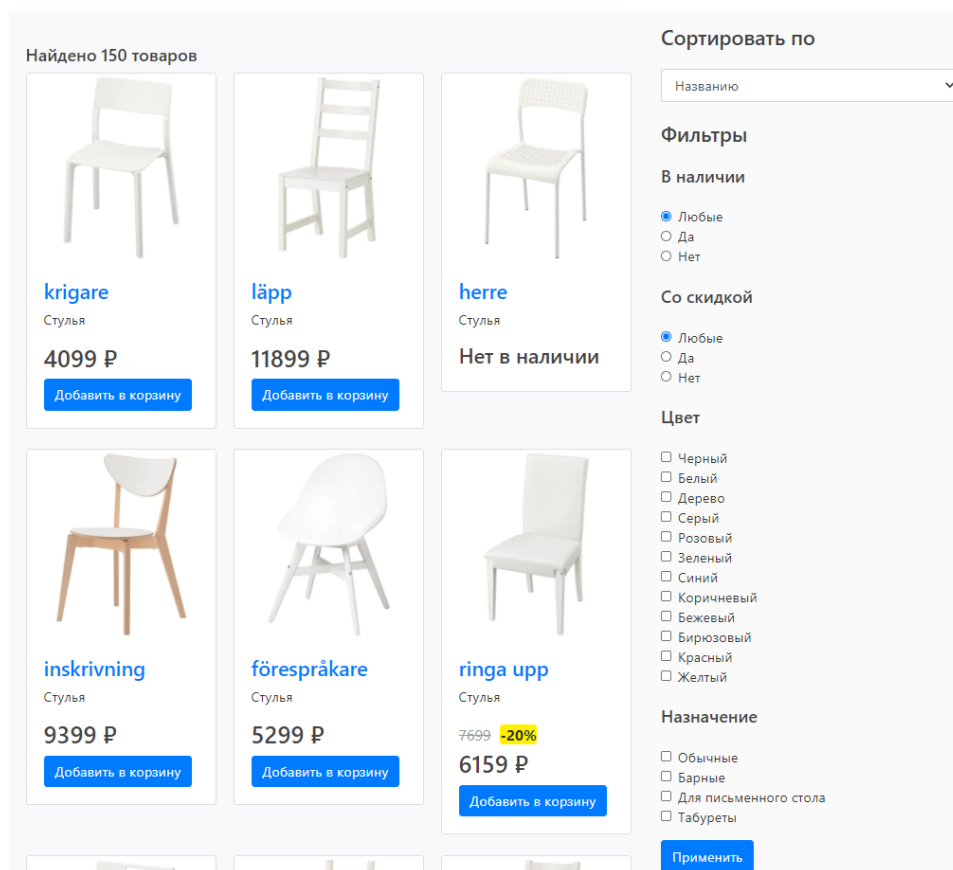 Найдено 150 товаров
krigare
Стулья
4099 ₽
Добавить в корзину
läpp
Стулья
11899 ₽
Добавить в корзину
herre
Стулья
Нет в наличии
inskrivning
Стулья
9399 ₽
Добавить в корзину
förespråkare
Стулья
5299 ₽
Добавить в корзину
ringa upp
Стулья
7699 -20%
6159 ₽
Добавить в корзину
Сортировать по
Названию
Фильтры
В наличии
Любые
Да
Нет
Со скидкой
Любые
Да
Нет
Цвет
Черный
Белый
Дерево
Серый
Розовый
Зеленый
Синий
Коричневый
Бежевый
Бирюзовый
Красный
Желтый
Назначение
Обычные
Барные
Для письменного стола
Табуреты
Применить